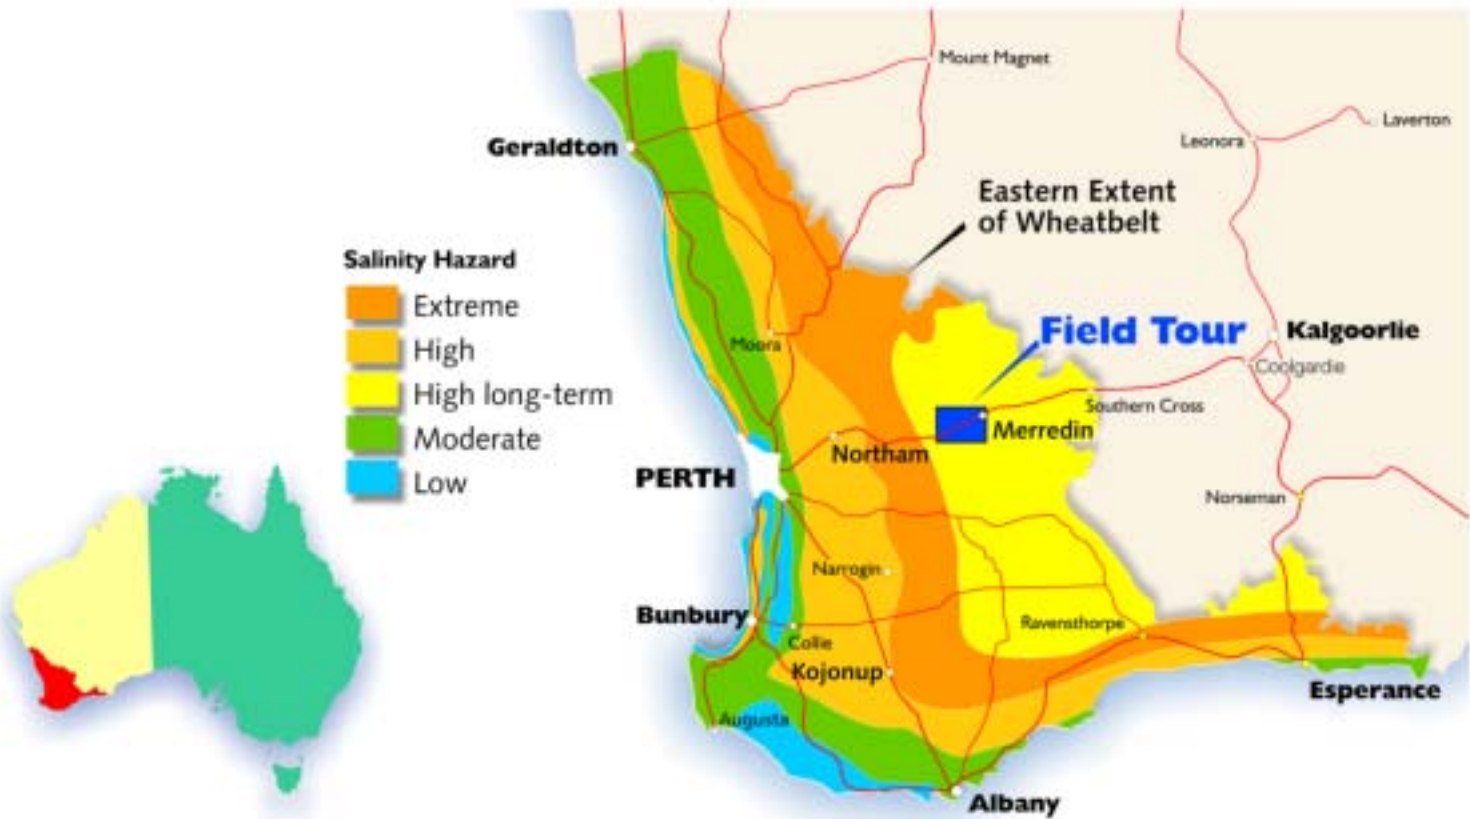 Mount Magnet
Laverton
Leonora
Geraldton
Eastern Extent
of Wheatbelt
Salinity Hazard
Extreme
High
High long-term
Moderate
Low
Field Tour
Kalgoorlie
Moora
Coolgardie
Southern Cross
Merredin
Northam
PERTH
Norseman
Narrogin
Bunbury
Ravensthorpe
Collie
Kojonup
Esperance
Augusta
Albany